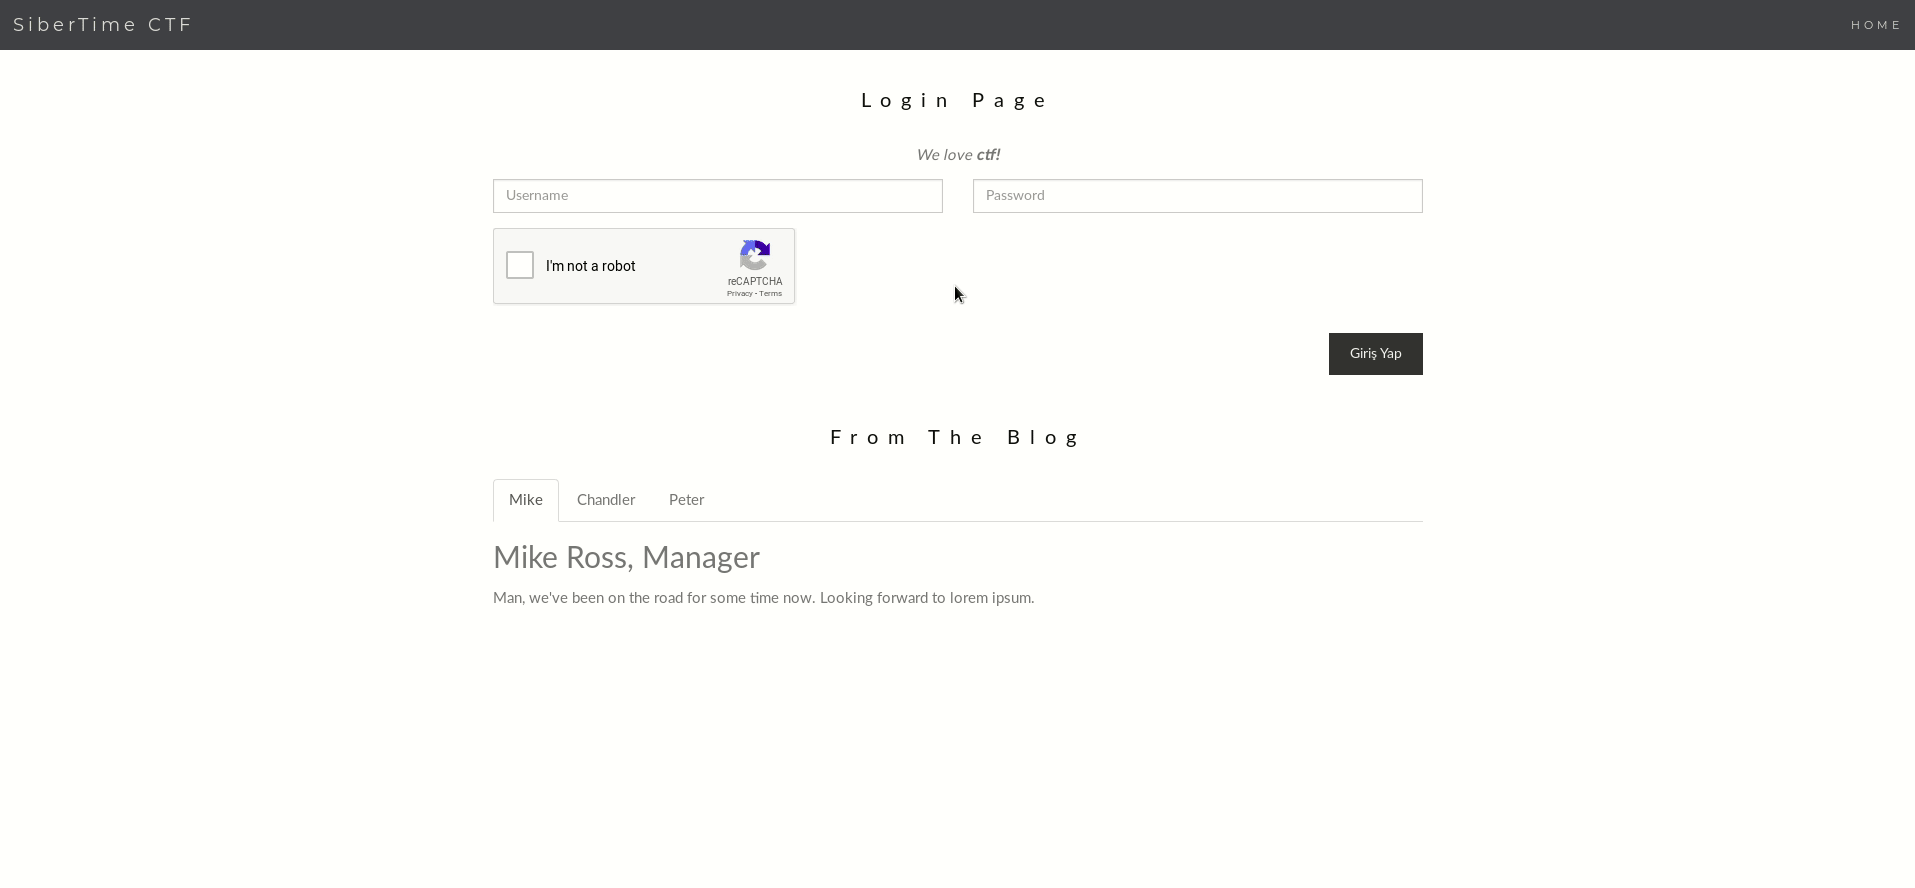 SiberTime CTF
HOME
Login Page
We love ctf!
Username
Password
I'm not a robot
reCAPTCHA
Privacy - Terms
Giriş Yap
From The Blog
Mike
Chandler
Peter
Mike Ross, Manager
Man, we've been on the road for some time now. Looking forward to lorem ipsum.